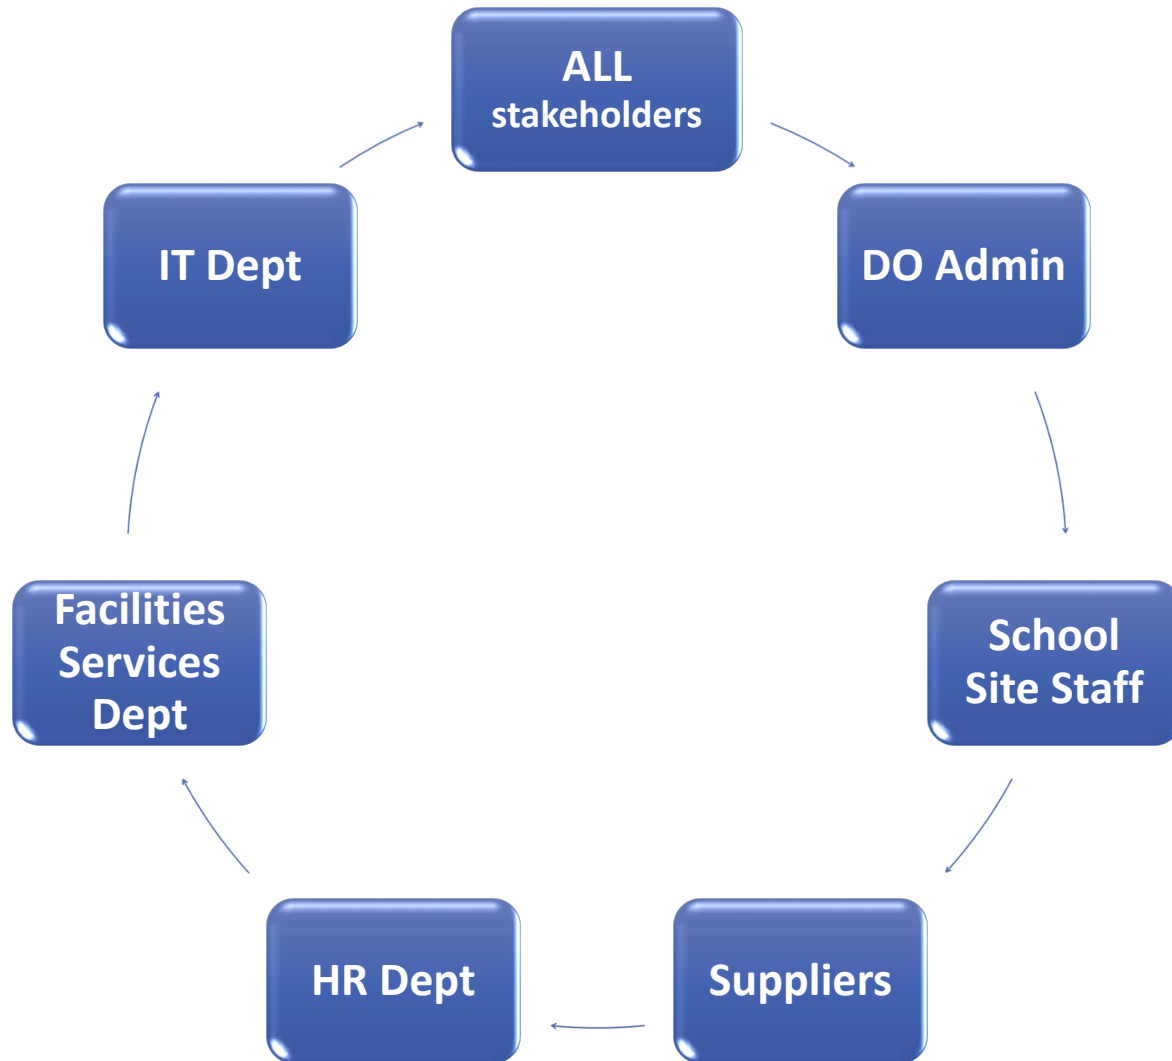 ALL
stakeholders
DO Admin
School
Site Staff
Suppliers
HR Dept
Facilities
Services
Dept
IT Dept